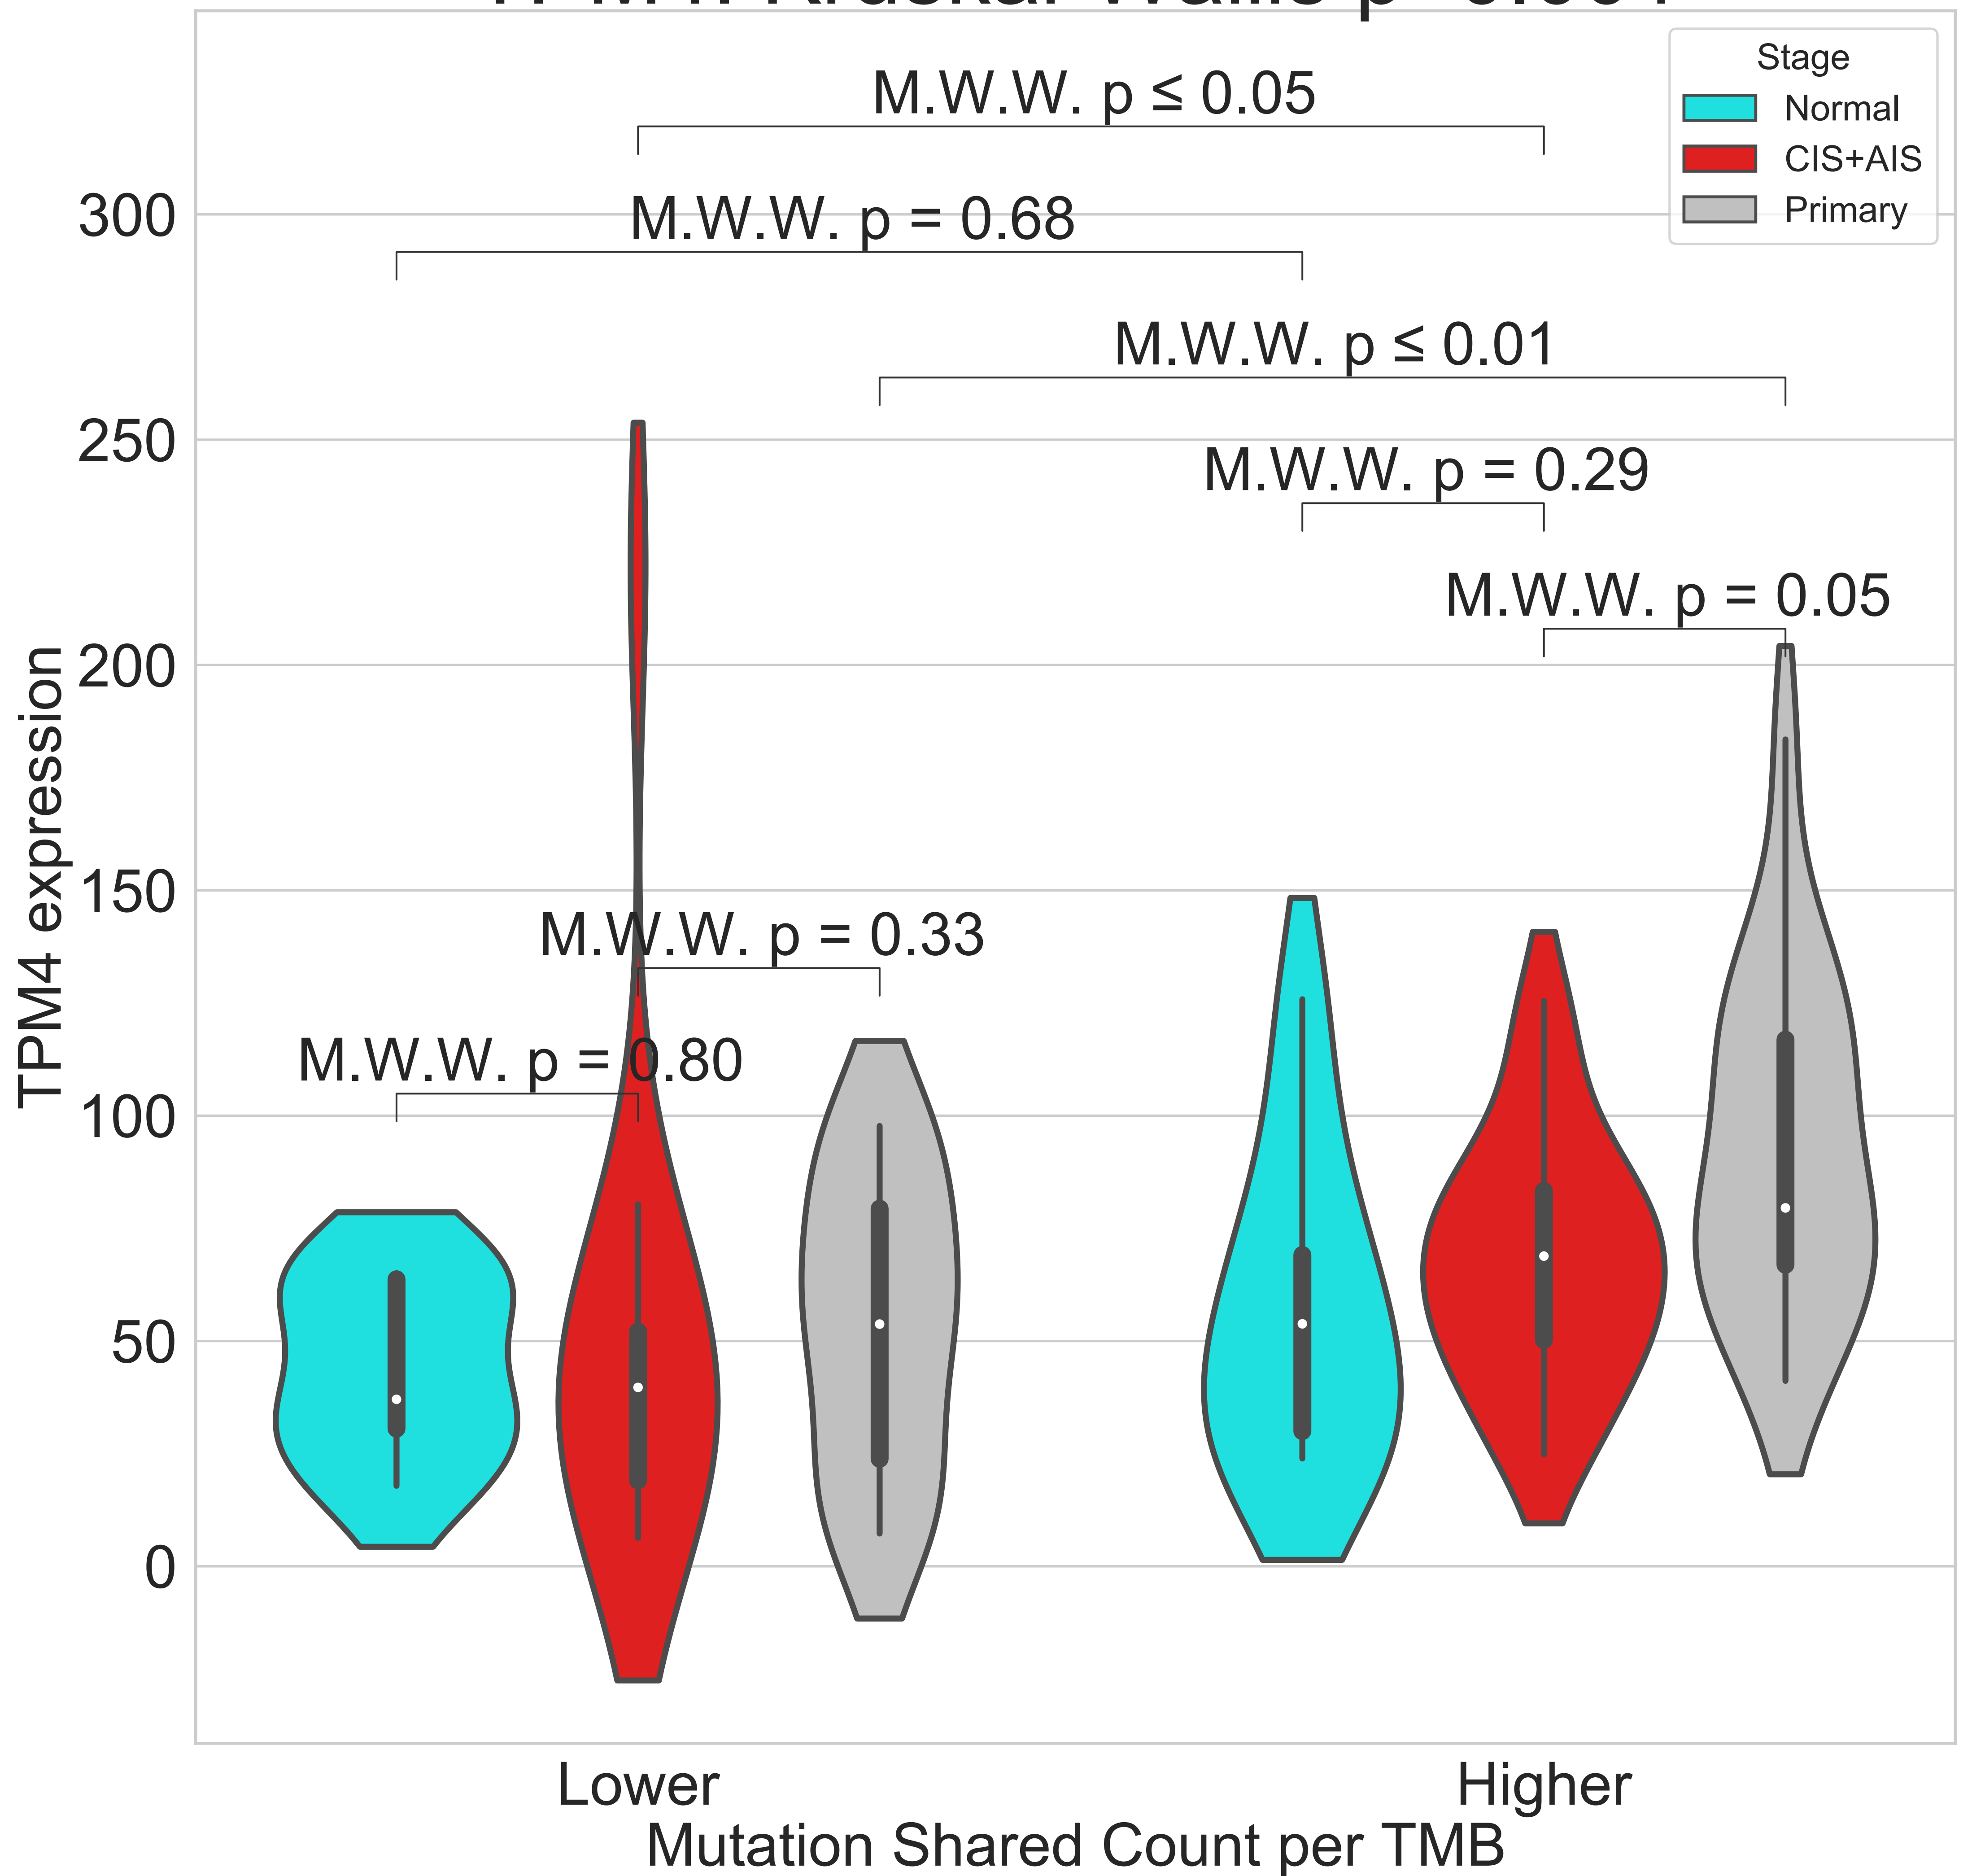 Stage
Normal
CIS+AIS
Primary
M.W.W. p ≤ 0.05
M.W.W. p = 0.68
M.W.W. p ≤ 0.01
M.W.W. p = 0.29
M.W.W. p = 0.05
M.W.W. p = 0.33
M.W.W. p = 0.80
300
250
200
150
100
50
0
TPM4 expression
Lower
Higher
Mutation Shared Count per TMB